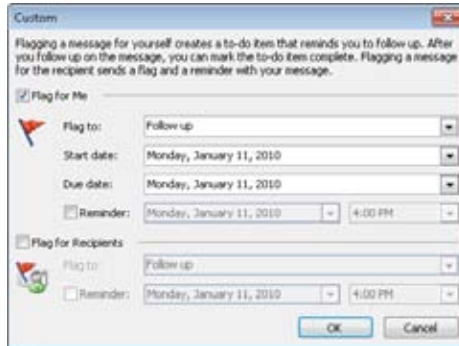 Custom
Flagging a message for yourself creates a to-do item that reminds you to follow up. After
you follow up on the message, you can mark the to-do item complete. Flagging a message
for the recipient sends a flag and a reminder with your message.
Flag for Me
Flag to: Follow up
Start date: Monday, January 11, 2010
Due date: Monday, January 11, 2010
Reminder: Monday, January 11, 2010 4:00 PM
Flag for Recipients
Flag to: Follow up
Reminder: Monday, January 11, 2010 4:00 PM
OK Cancel